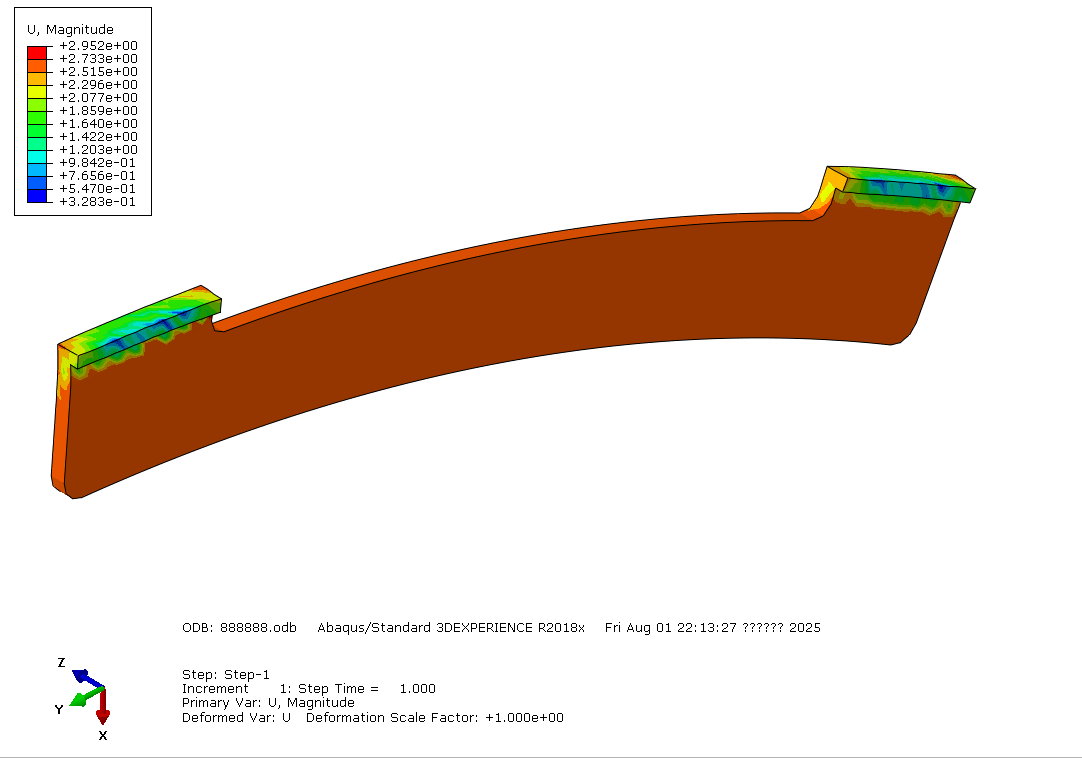 U, Magnitude
+2.952e+00
+2.733e+00
+2.515e+00
+2.296e+00
+2.077e+00
+1.859e+00
+1.640e+00
+1.422e+00
+1.203e+00
+9.842e-01
+7.656e-01
+5.470e-01
+3.283e-01
ODB: 888888.odb Abaqus/Standard 3DEXPERIENCE R2018x Fri Aug 01 22:13:27 ?????? 2025
Z
Y
X
Step: Step-1
Increment 1: Step Time = 1.000
Primary Var: U, Magnitude
Deformed Var: U Deformation Scale Factor: +1.000e+00